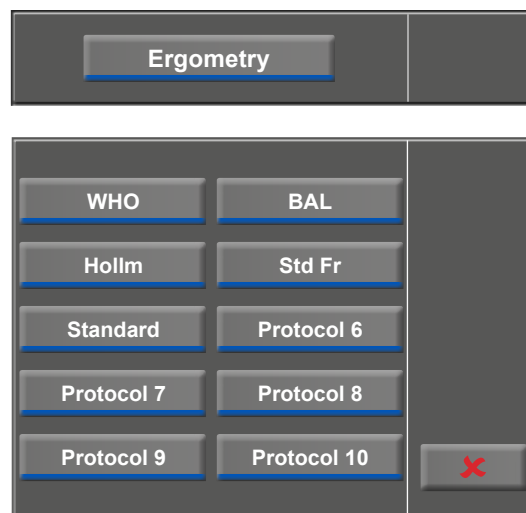 Ergometry
WHO BAL
Hollm Std Fr
Standard Protocol 6
Protocol 7 Protocol 8
Protocol 9 Protocol 10